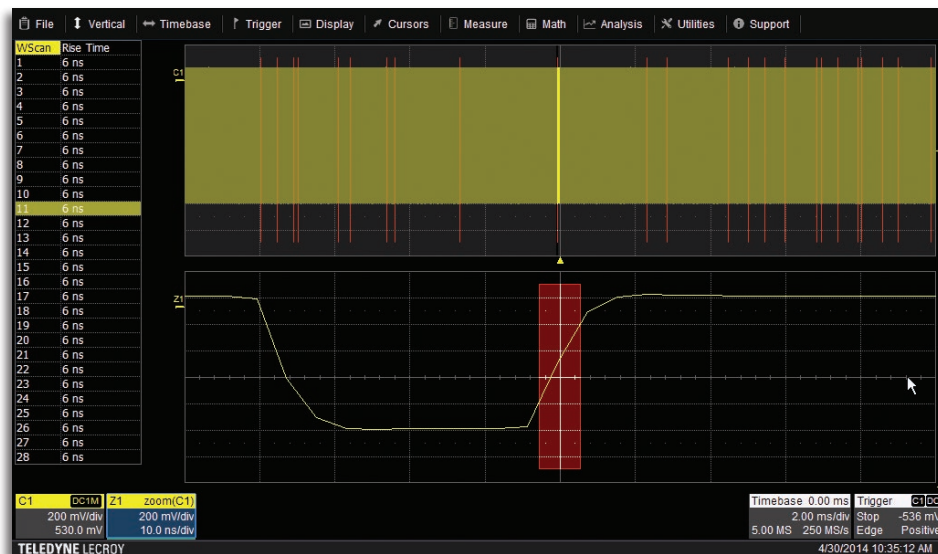 File Vertical Timebase Trigger Display Cursors Measure Math Analysis Utilities Support
WScan Rise Time
1 6 ns
2 6 ns
3 6 ns
4 6 ns
5 6 ns
6 6 ns
7 6 ns
8 6 ns
9 6 ns
10 6 ns
11 6 ns
12 6 ns
13 6 ns
14 6 ns
15 6 ns
16 6 ns
17 6 ns
18 6 ns
19 6 ns
20 6 ns
21 6 ns
22 6 ns
23 6 ns
24 6 ns
25 6 ns
26 6 ns
27 6 ns
28 6 ns
C1
Z1
C1 DC1M
200 mV/div
530.0 mV
Z1 zoom(C1)
200 mV/div
10.0 ns/div
Timebase 0.00 ms
2.00 ms/div
5.00 MS 250 MS/s
Trigger C1 DC
Stop -536 mV
Edge Positive
TELEDYNE LECROY
4/30/2014 10:35:12 AM